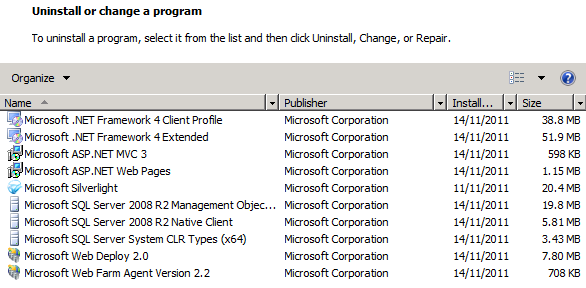 Uninstall or change a program
To uninstall a program, select it from the list and then click Uninstall, Change, or Repair.
Organize
Name Publisher Install... Size
Microsoft .NET Framework 4 Client Profile Microsoft Corporation 14/11/2011 38.8 MB
Microsoft .NET Framework 4 Extended Microsoft Corporation 14/11/2011 51.9 MB
Microsoft ASP.NET MVC 3 Microsoft Corporation 14/11/2011 598 KB
Microsoft ASP.NET Web Pages Microsoft Corporation 14/11/2011 1.15 MB
Microsoft Silverlight Microsoft Corporation 11/11/2011 20.4 MB
Microsoft SQL Server 2008 R2 Management Objec... Microsoft Corporation 14/11/2011 19.8 MB
Microsoft SQL Server 2008 R2 Native Client Microsoft Corporation 14/11/2011 5.81 MB
Microsoft SQL Server System CLR Types (x64) Microsoft Corporation 14/11/2011 3.43 MB
Microsoft Web Deploy 2.0 Microsoft Corporation 14/11/2011 7.80 MB
Microsoft Web Farm Agent Version 2.2 Microsoft Corporation 14/11/2011 708 KB